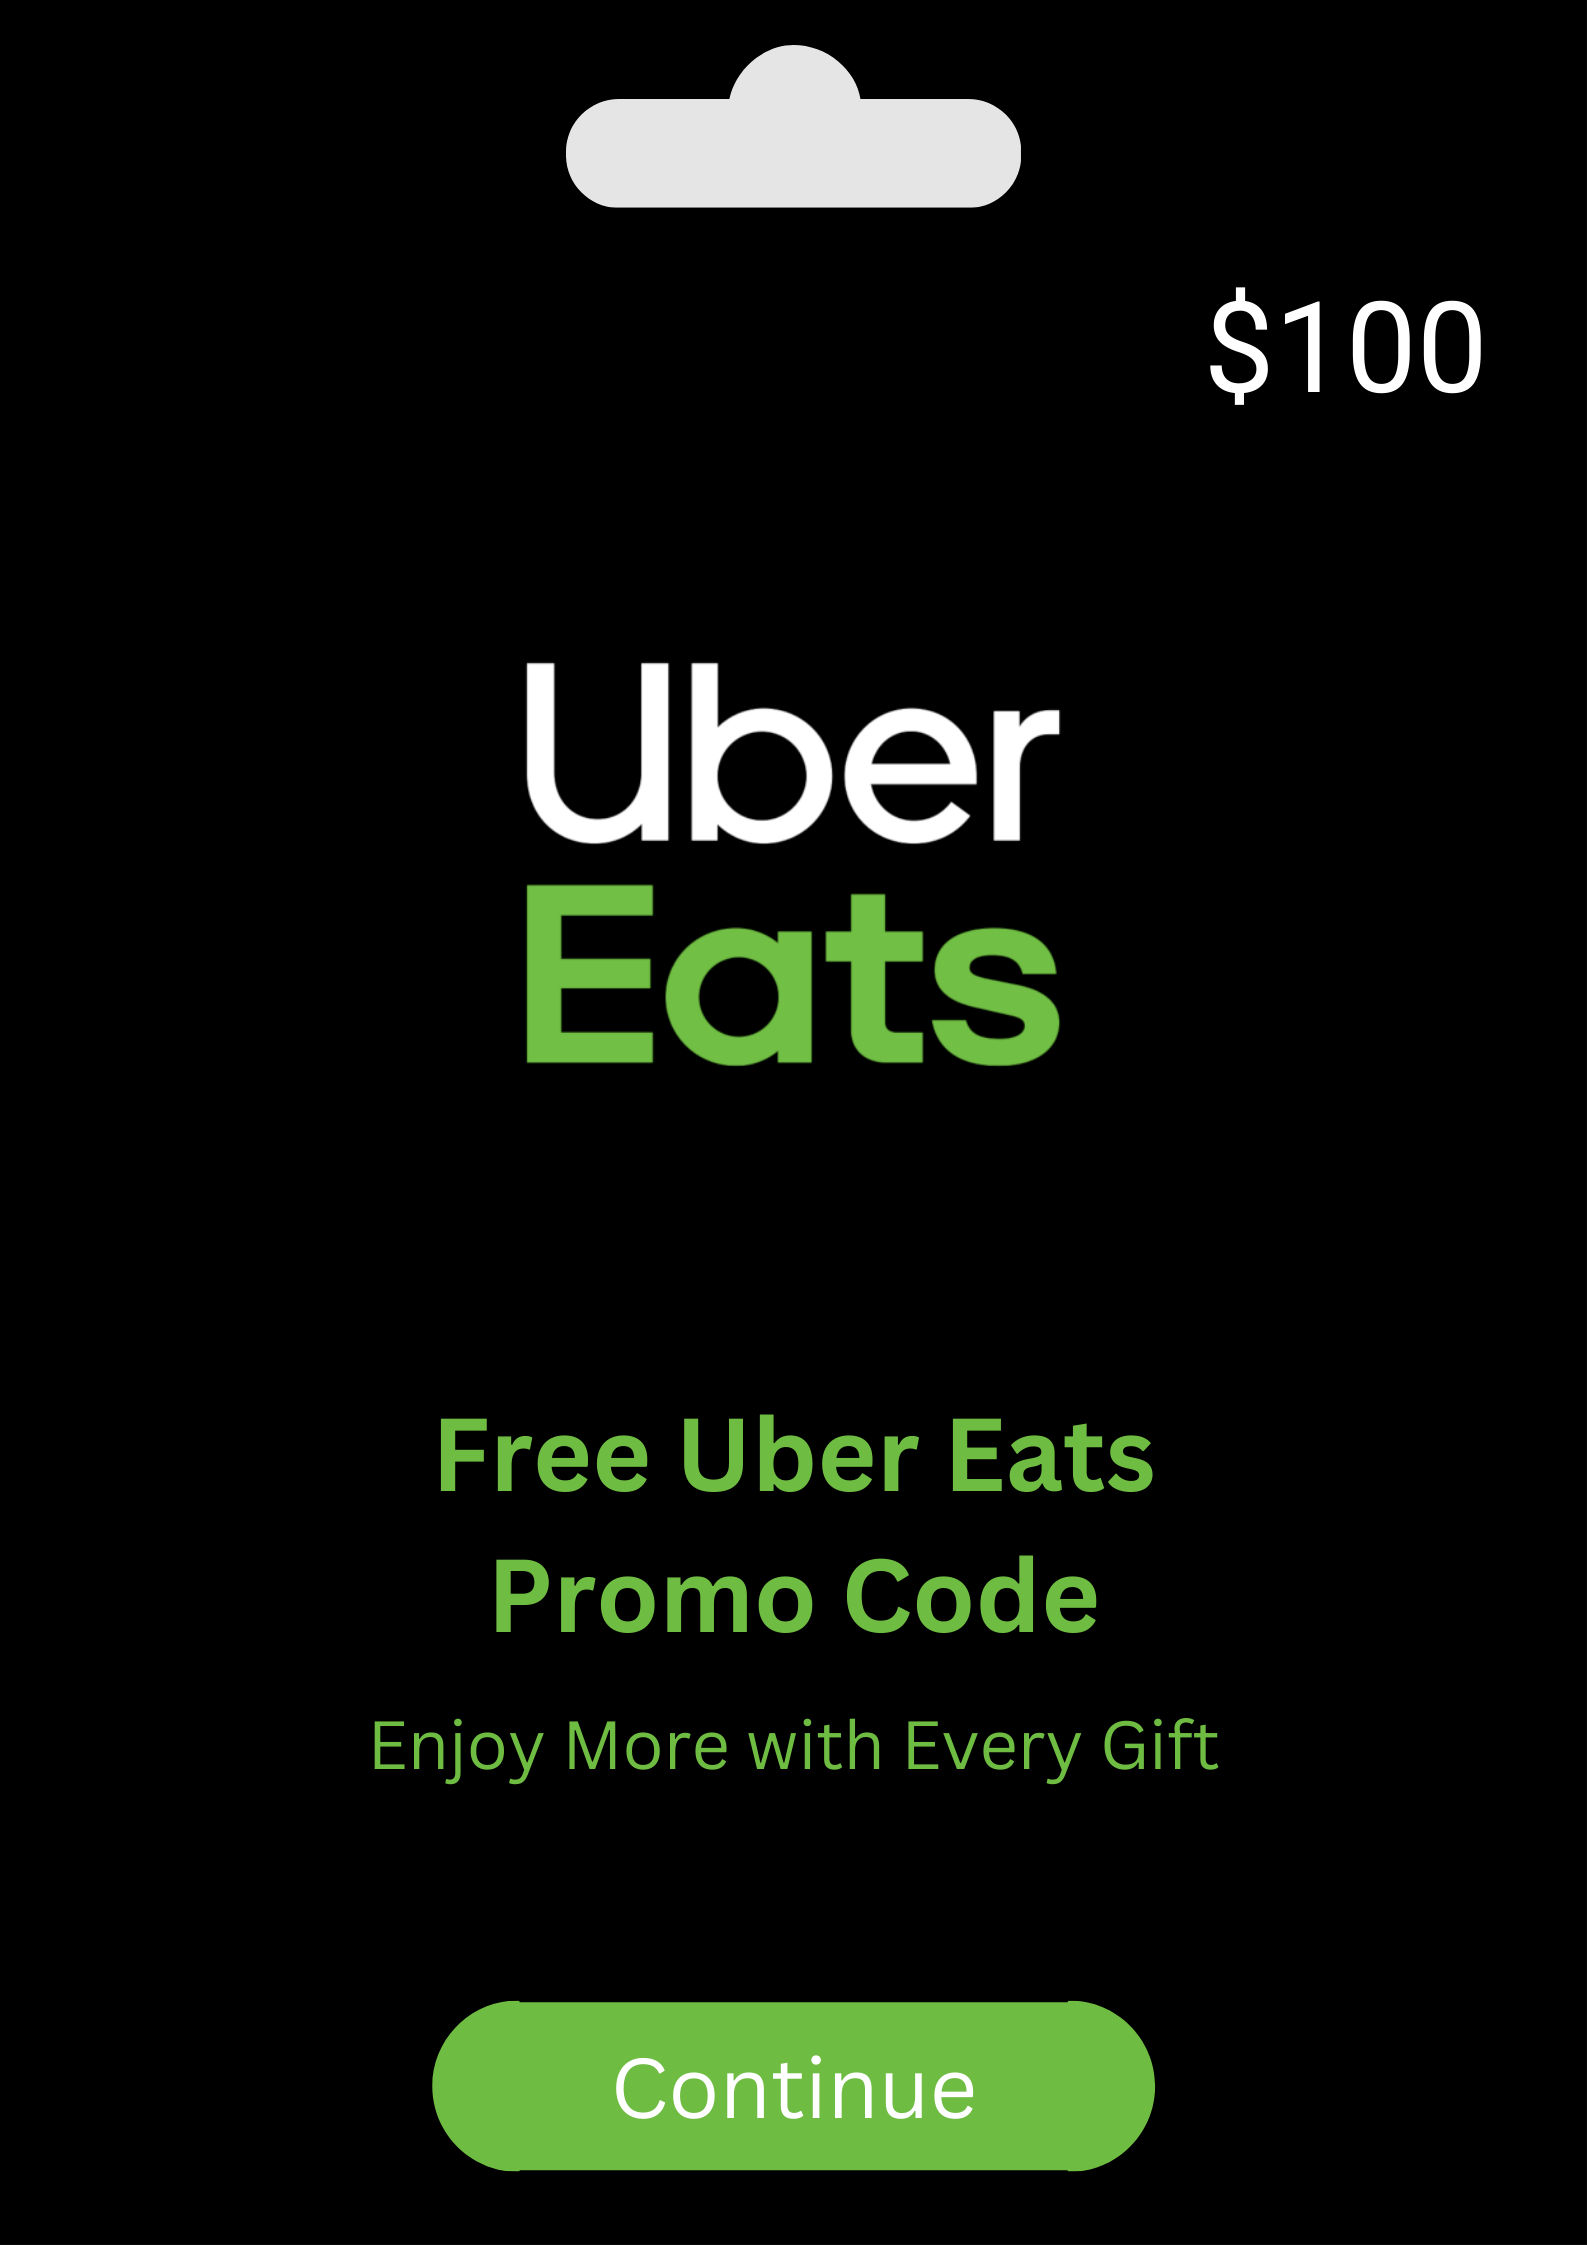 $100
Uber
Eats
Free Uber Eats
Promo Code
Enjoy More with Every Gift
Continue